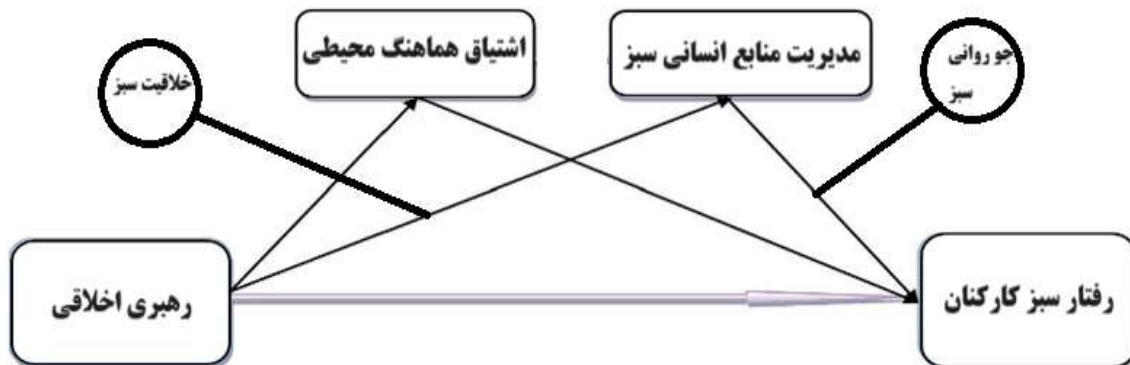 جو روانی
سبز
مدیریت منابع انسانی سبز
اشتیاق هماهنگ محیطی
خلاقیت سبز
رفتار سبز کارکنان
رهبری اخلاقی